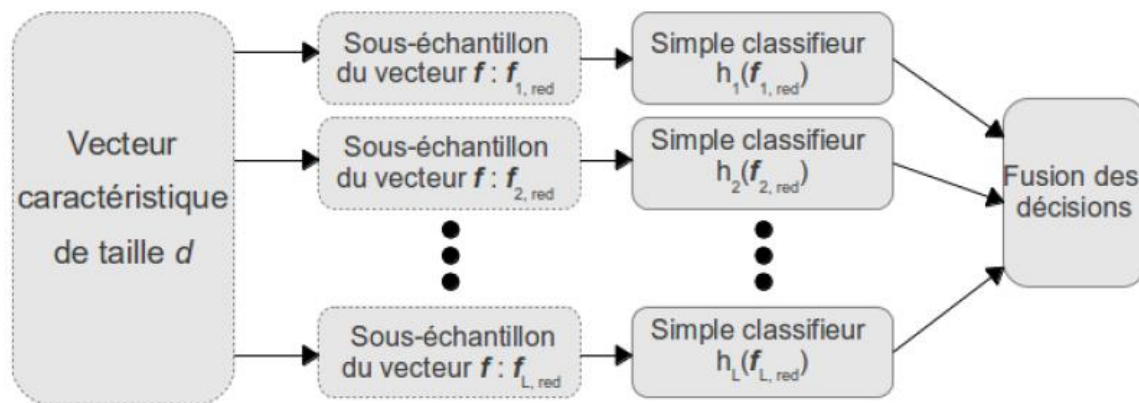 Vecteur
caractéristique
de taille d
Sous-échantillon
du vecteur f : f1, red
Simple classifieur
h1(f1, red)
Sous-échantillon
du vecteur f : f2, red
Simple classifieur
h2(f2, red)
Sous-échantillon
du vecteur f : fL, red
Simple classifieur
hL(fL, red)
Fusion des
décisions